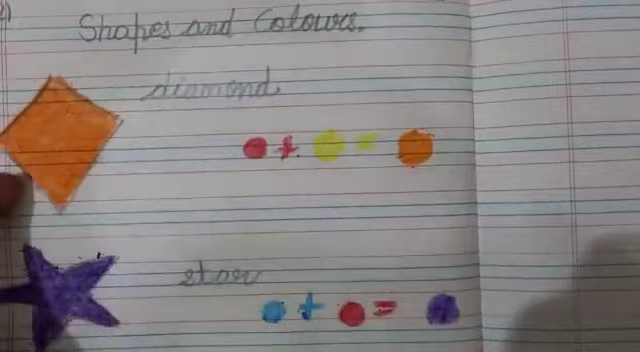 Shapes and Colours.
diamond
+ =
star
+ =